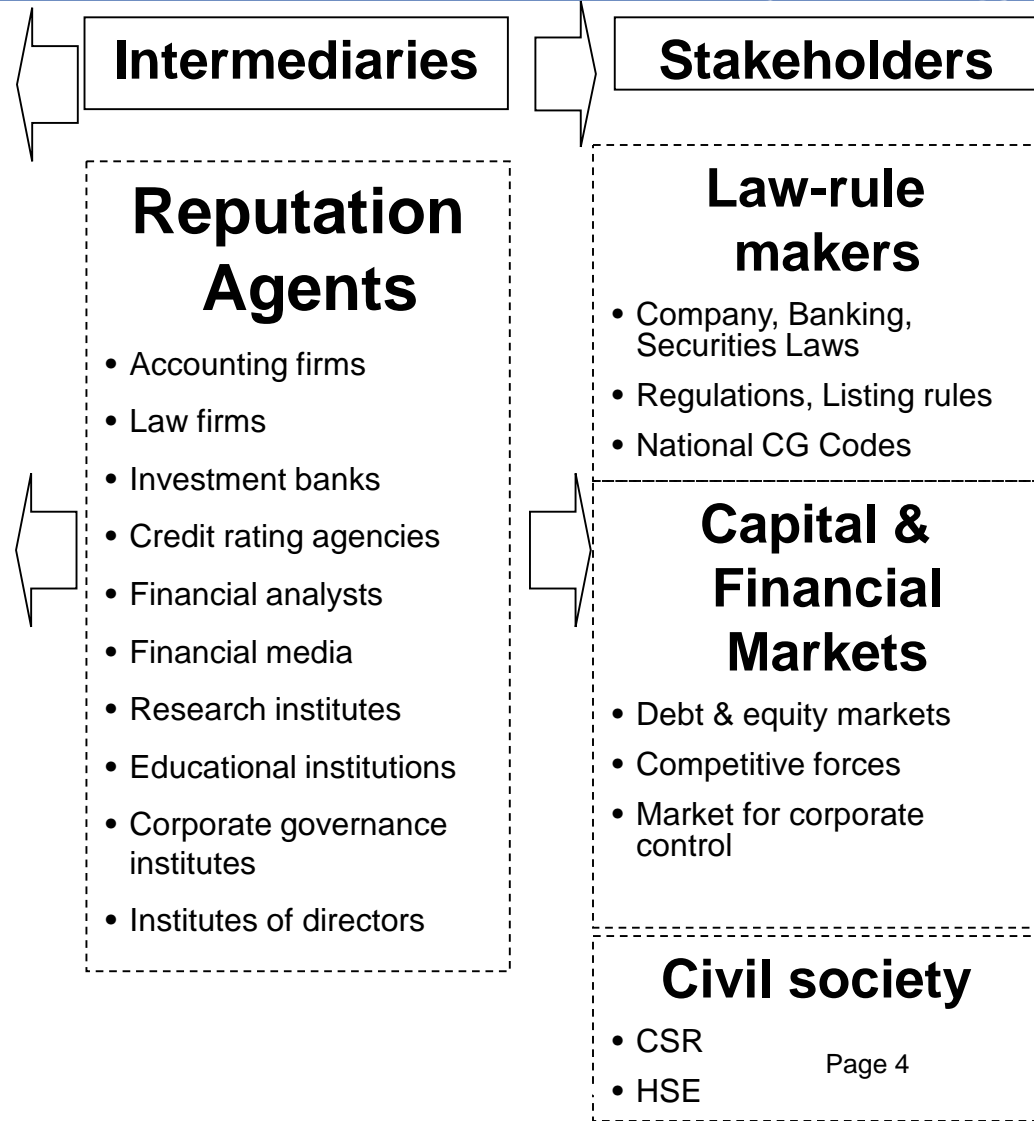 Intermediaries
Stakeholders
Reputation
Agents
• Accounting firms
• Law firms
• Investment banks
• Credit rating agencies
• Financial analysts
• Financial media
• Research institutes
• Educational institutions
• Corporate governance
institutes
• Institutes of directors
Law-rule
makers
• Company, Banking,
Securities Laws
• Regulations, Listing rules
• National CG Codes
Capital &
Financial
Markets
• Debt & equity markets
• Competitive forces
• Market for corporate
control
Civil society
• CSR
• HSE
Page 4